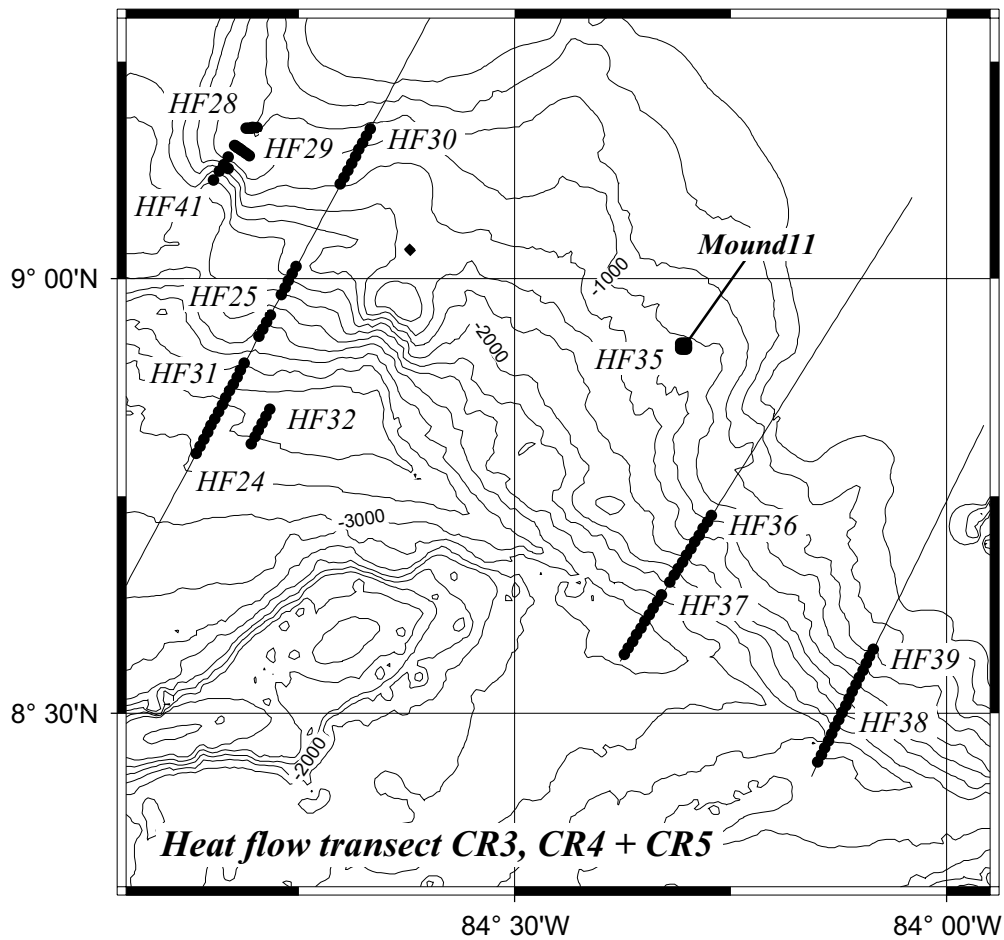 HF28
HF29
HF30
HF41
Mound11
9° 00'N
-1000
HF25
-2000
HF35
HF31
HF32
HF24
-3000
HF36
HF37
HF39
8° 30'N
HF38
-2000
Heat flow transect CR3, CR4 + CR5
84° 30'W
84° 00'W